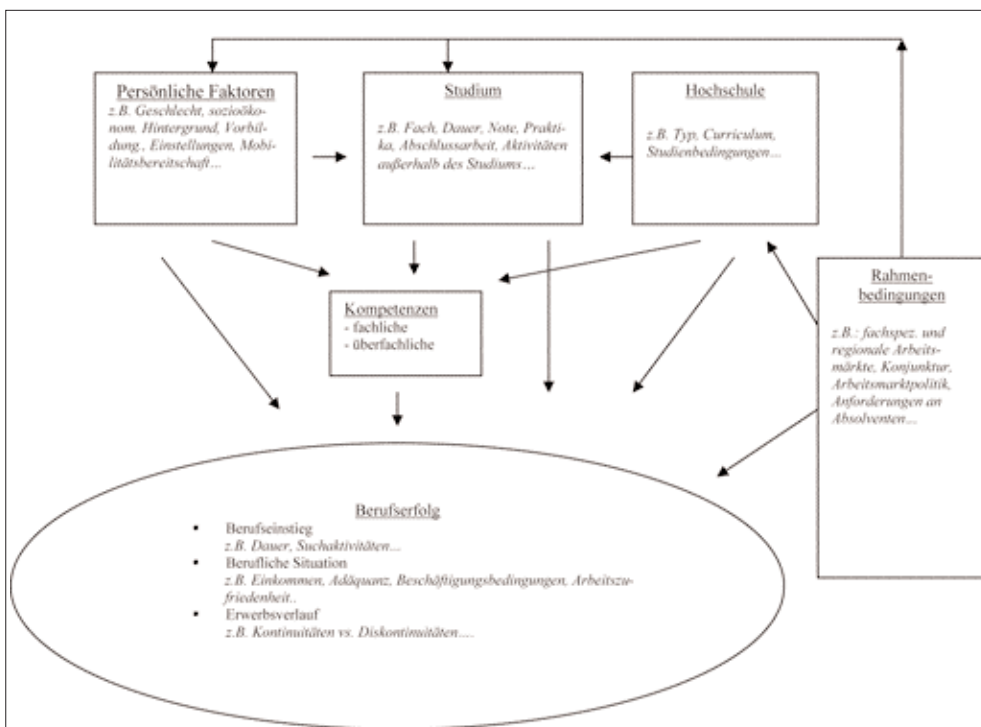 Persönliche Faktoren
z.B. Geschlecht, sozioöko-
nom. Hintergrund, Vorbil-
dung., Einstellungen, Mobi-
litätsbereitschaft…
Studium
z.B. Fach, Dauer, Note, Prakti-
ka, Abschlussarbeit, Aktivitäten
außerhalb des Studiums…
Hochschule
z.B. Typ, Curriculum,
Studienbedingungen…
Rahmen-
bedingungen
z.B.: fachspez. und
regionale Arbeits-
märkte, Konjunktur,
Arbeitsmarktpolitik,
Anforderungen an
Absolventen…
Kompetenzen
- fachliche
- überfachliche
Berufserfolg
▪ Berufseinstieg
z.B. Dauer, Suchaktivitäten…
▪ Berufliche Situation
z.B. Einkommen, Adäquanz, Beschäftigungsbedingungen, Arbeitszu-
friedenheit..
▪ Erwerbsverlauf
z.B. Kontinuitäten vs. Diskontinuitäten….